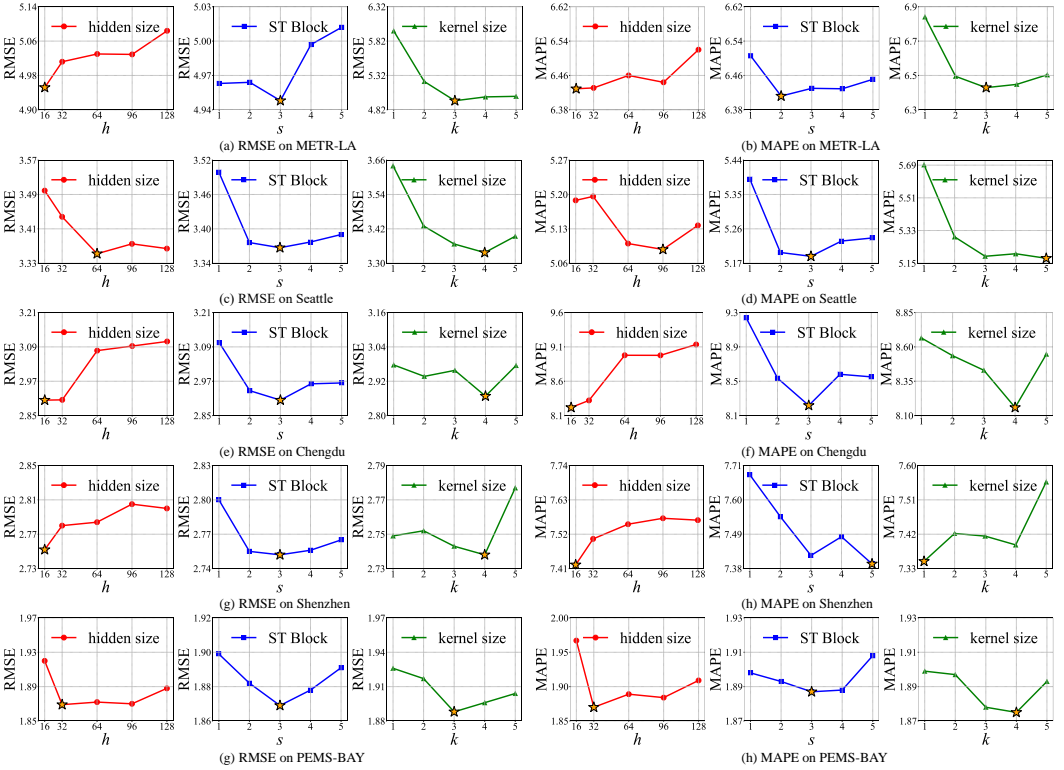 5.14 5.06 4.98 4.90 RMSE hidden size 16 32 64 96 128 h
5.03 5.00 4.97 4.94 RMSE ST Block 1 2 3 4 5 s
6.32 5.82 5.32 4.82 RMSE kernel size 1 2 3 4 5 k
6.62 6.54 6.46 6.38 MAPE hidden size 16 32 64 96 128 h
6.62 6.54 6.46 6.38 MAPE ST Block 1 2 3 4 5 s
6.9 6.7 6.5 6.3 MAPE kernel size 1 2 3 4 5 k
(a) RMSE on METR-LA
(b) MAPE on METR-LA
3.57 3.49 3.41 3.33 RMSE hidden size 16 32 64 96 128 h
3.52 3.46 3.40 3.34 RMSE ST Block 1 2 3 4 5 s
3.66 3.54 3.42 3.30 RMSE kernel size 1 2 3 4 5 k
5.27 5.20 5.13 5.06 MAPE hidden size 16 32 64 96 128 h
5.44 5.35 5.26 5.17 MAPE ST Block 1 2 3 4 5 s
5.69 5.51 5.33 5.15 MAPE kernel size 1 2 3 4 5 k
(c) RMSE on Seattle
(d) MAPE on Seattle
3.21 3.09 2.97 2.85 RMSE hidden size 16 32 64 96 128 h
3.21 3.09 2.97 2.85 RMSE ST Block 1 2 3 4 5 s
3.16 3.04 2.92 2.80 RMSE kernel size 1 2 3 4 5 k
9.6 9.1 8.6 8.1 MAPE hidden size 16 32 64 96 128 h
9.3 8.9 8.5 8.1 MAPE ST Block 1 2 3 4 5 s
8.85 8.60 8.35 8.10 MAPE kernel size 1 2 3 4 5 k
(e) RMSE on Chengdu
(f) MAPE on Chengdu
2.85 2.81 2.77 2.73 RMSE hidden size 16 32 64 96 128 h
2.83 2.80 2.77 2.74 RMSE ST Block 1 2 3 4 5 s
2.79 2.77 2.75 2.73 RMSE kernel size 1 2 3 4 5 k
7.74 7.63 7.52 7.41 MAPE hidden size 16 32 64 96 128 h
7.71 7.60 7.49 7.38 MAPE ST Block 1 2 3 4 5 s
7.60 7.51 7.42 7.33 MAPE kernel size 1 2 3 4 5 k
(g) RMSE on Shenzhen
(h) MAPE on Shenzhen
1.97 1.93 1.89 1.85 RMSE hidden size 16 32 64 96 128 h
1.92 1.90 1.88 1.86 RMSE ST Block 1 2 3 4 5 s
1.97 1.94 1.91 1.88 RMSE kernel size 1 2 3 4 5 k
2.00 1.95 1.90 1.85 MAPE hidden size 16 32 64 96 128 h
1.93 1.91 1.89 1.87 MAPE ST Block 1 2 3 4 5 s
1.93 1.91 1.89 1.87 MAPE kernel size 1 2 3 4 5 k
(g) RMSE on PEMS-BAY
(h) MAPE on PEMS-BAY